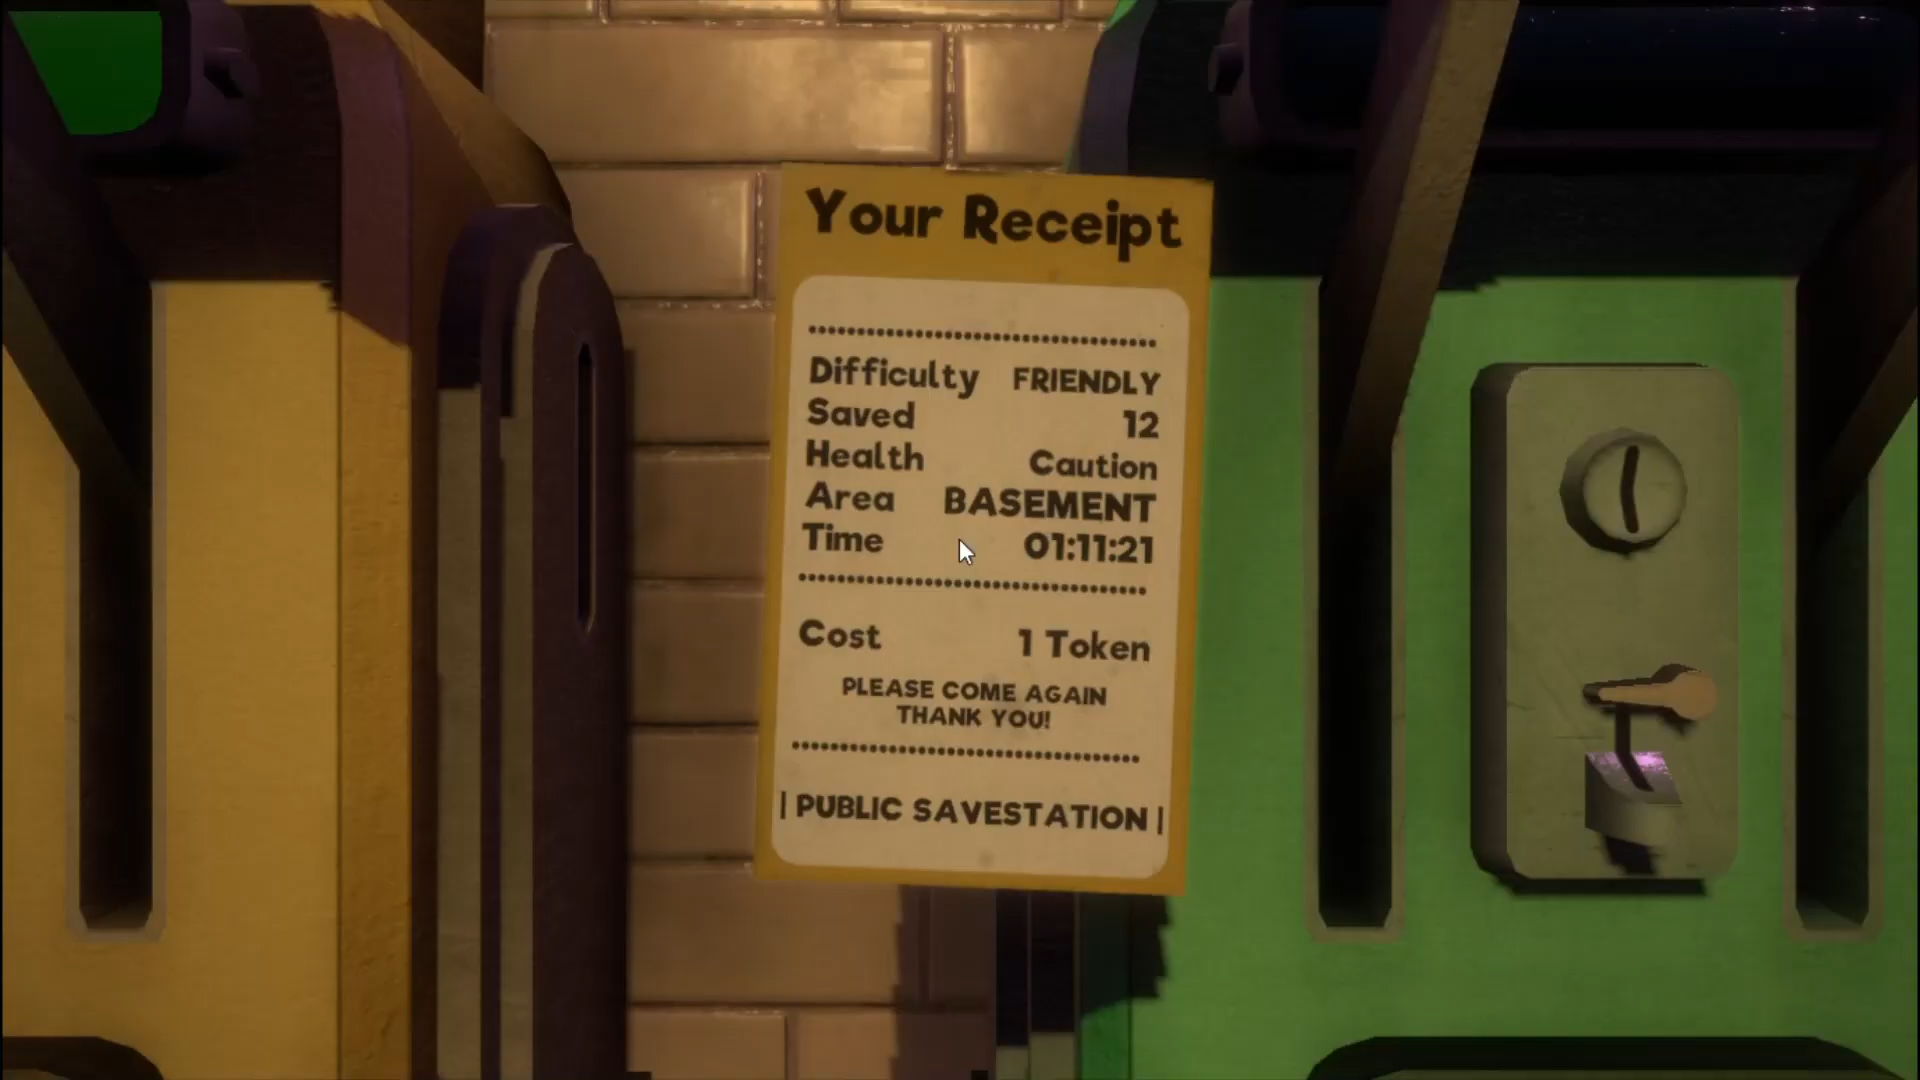 Your Receipt
Difficulty FRIENDLY
Saved 12
Health Caution
Area BASEMENT
Time 01:11:21
Cost 1 Token
PLEASE COME AGAIN
THANK YOU!
| PUBLIC SAVESTATION |